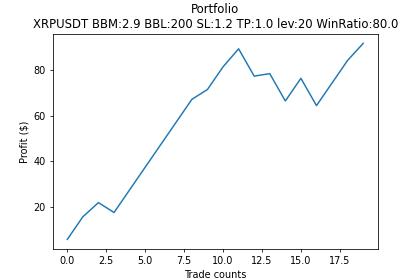 Portfolio
XRPUSDT BBM:2.9 BBL:200 SL:1.2 TP:1.0 lev:20 WinRatio:80.0
80
60
40
20
Profit ($)
0.0 2.5 5.0 7.5 10.0 12.5 15.0 17.5
Trade counts